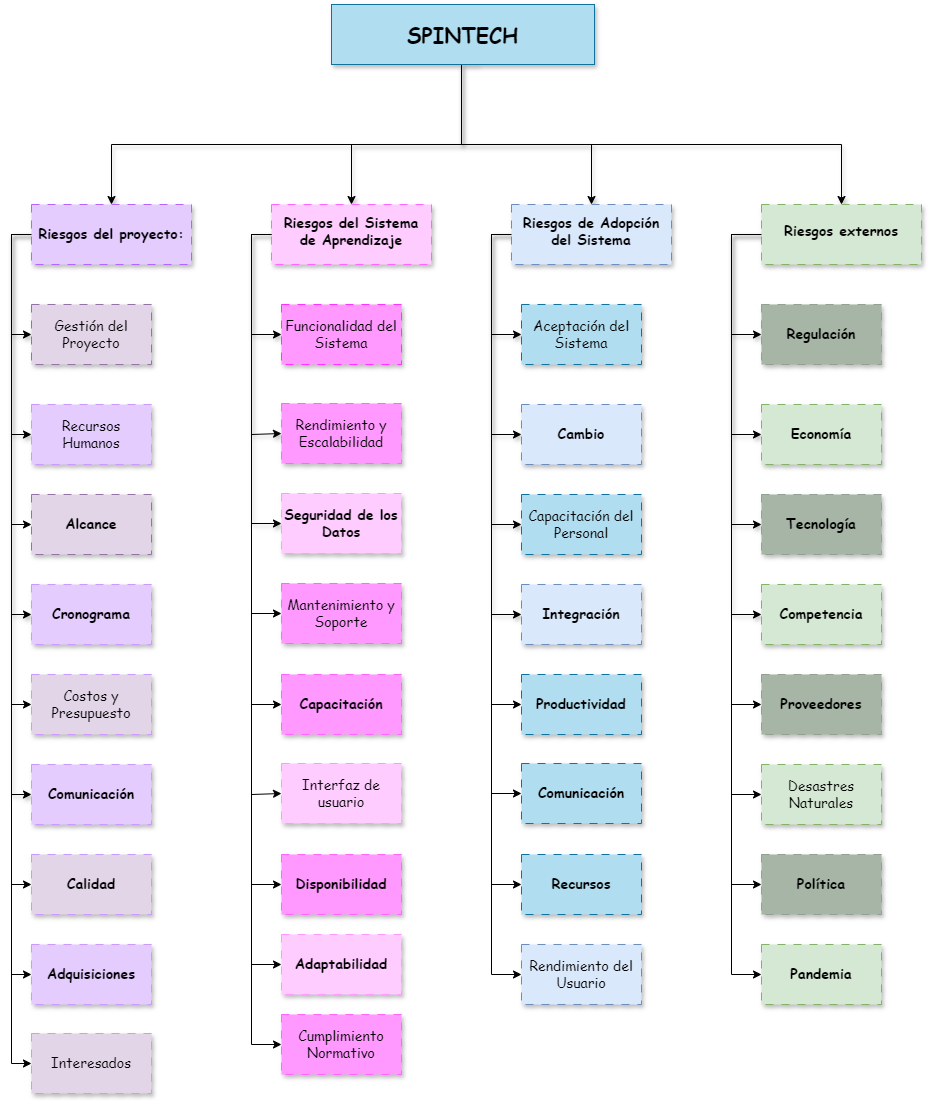 SPINTECH
Riesgos del proyecto:
Gestión del
Proyecto
Recursos
Humanos
Alcance
Cronograma
Costos y
Presupuesto
Comunicación
Calidad
Adquisiciones
Interesados
Riesgos del Sistema
de Aprendizaje
Funcionalidad del
Sistema
Rendimiento y
Escalabilidad
Seguridad de los
Datos
Mantenimiento y
Soporte
Capacitación
Interfaz de
usuario
Disponibilidad
Adaptabilidad
Cumplimiento
Normativo
Riesgos de Adopción
del Sistema
Aceptación del
Sistema
Cambio
Capacitación del
Personal
Integración
Productividad
Comunicación
Recursos
Rendimiento del
Usuario
Riesgos externos
Regulación
Economía
Tecnología
Competencia
Proveedores
Desastres
Naturales
Política
Pandemia